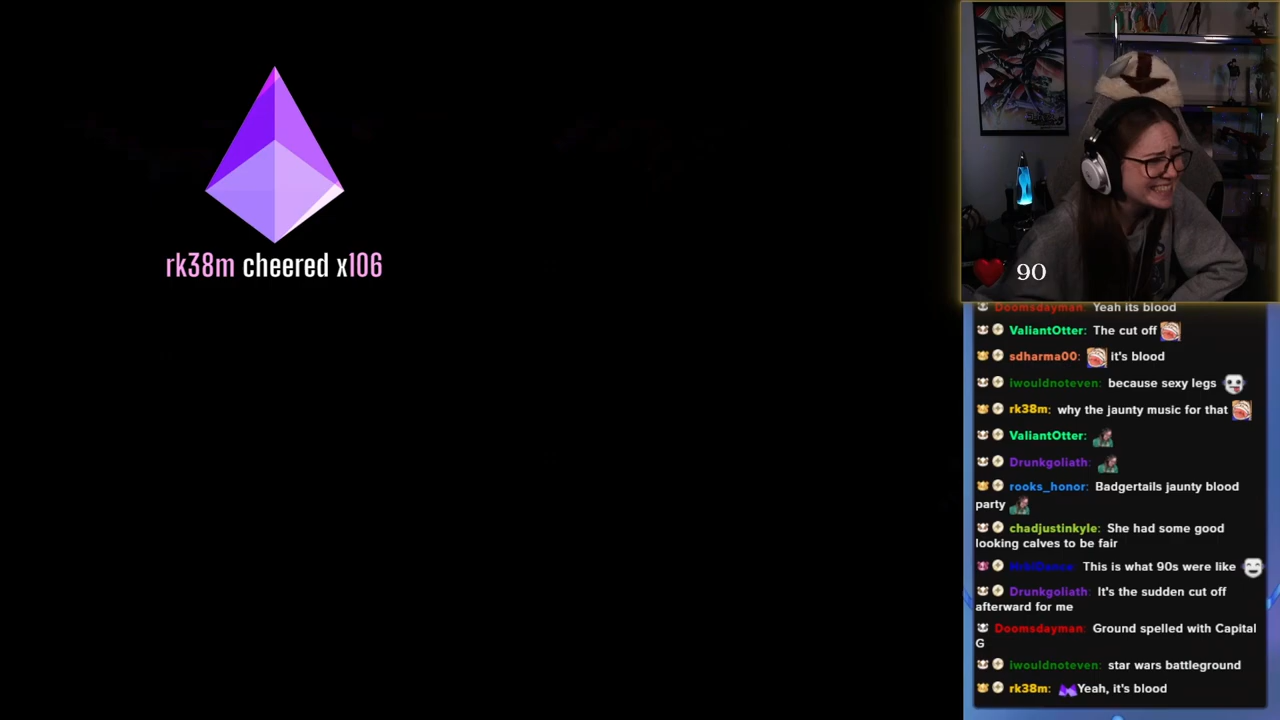 rk38m cheered x106
90
Doomsdayman: Yeah its blood
ValiantOtter: The cut off
sdharma00: it's blood
iwouldnoteven: because sexy legs
rk38m: why the jaunty music for that
ValiantOtter:
Drunkgoliath:
rooks_honor: Badgertails jaunty blood
party
chadjustinkyle: She had some good
looking calves to be fair
This is what 90s were like
Drunkgoliath: It's the sudden cut off
afterward for me
Doomsdayman: Ground spelled with Capital
G
iwouldnoteven: star wars battleground
rk38m: Yeah, it's blood